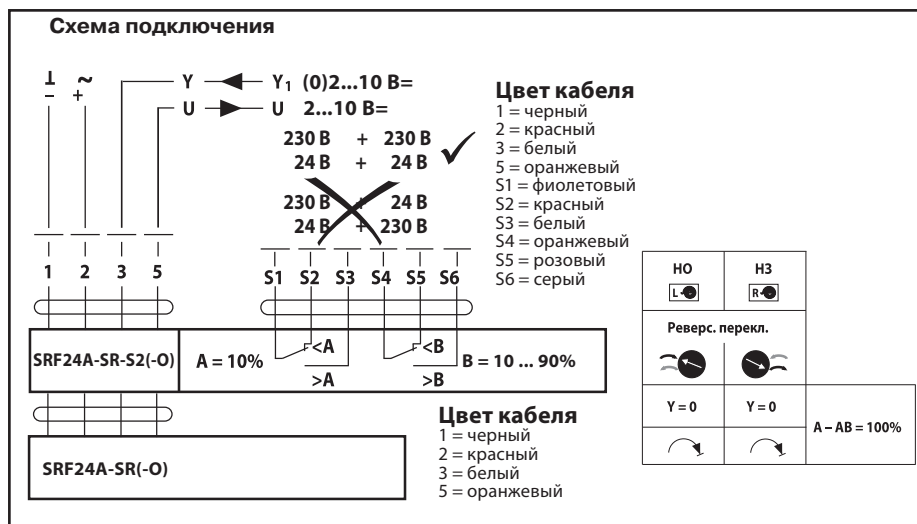 Схема подключения
⊥ ~
– +
Y Y1 (0)2...10 В=
U U 2...10 В=
230 В + 230 В
24 В + 24 В
230 В + 24 В
24 В + 230 В
Цвет кабеля
1 = черный
2 = красный
3 = белый
5 = оранжевый
S1 = фиолетовый
S2 = красный
S3 = белый
S4 = оранжевый
S5 = розовый
S6 = серый
1 2 3 5 S1 S2 S3 S4 S5 S6
SRF24A-SR-S2(-O)
A = 10%
<A
>A
<B
>B
B = 10 ... 90%
SRF24A-SR(-O)
Цвет кабеля
1 = черный
2 = красный
3 = белый
5 = оранжевый
НО НЗ
L R
Реверс. перекл.
Y = 0 Y = 0
A – AB = 100%